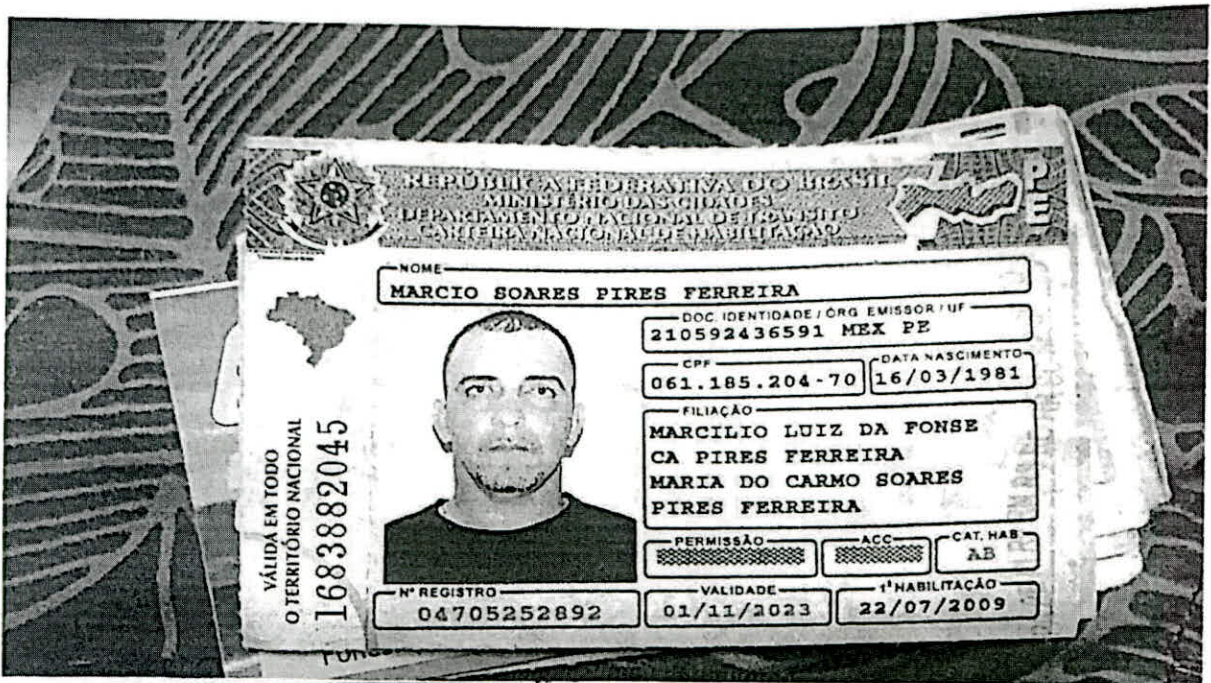 REPÚBLICA FEDERATIVA DO BRASIL
MINISTÉRIO DAS CIDADES
DEPARTAMENTO NACIONAL DE TRÂNSITO
CARTEIRA NACIONAL DE HABILITAÇÃO
PE
NOME
MARCIO SOARES PIRES FERREIRA
DOC. IDENTIDADE / ÓRG. EMISSOR / UF
210592436591 MEX PE
CPF
061.185.204-70
DATA NASCIMENTO
16/03/1981
FILIAÇÃO
MARCILIO LUIZ DA FONSE
CA PIRES FERREIRA
MARIA DO CARMO SOARES
PIRES FERREIRA
PERMISSÃO
ACC
CAT. HAB
AB
Nº REGISTRO
04705252892
VALIDADE
01/11/2023
1ª HABILITAÇÃO
22/07/2009
VÁLIDA EM TODO
O TERRITÓRIO NACIONAL
1683882045